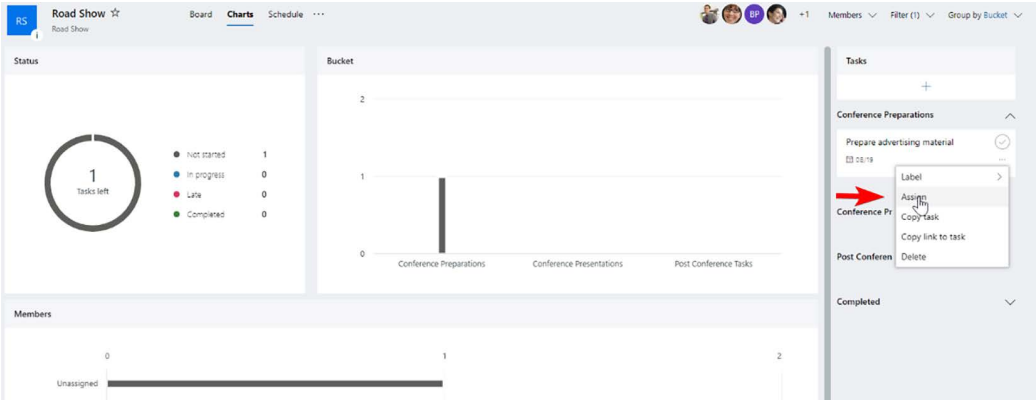 RS
Road Show
Road Show
Board Charts Schedule
BP
+1
Members
Filter (1)
Group by Bucket
Status
1
Tasks left
Not started 1
In progress 0
Late 0
Completed 0
Bucket
2
1
0
Conference Preparations Conference Presentations Post Conference Tasks
Members
0 1 2
Unassigned
Tasks
Conference Preparations
Prepare advertising material
08/19
Label
Assign
Copy task
Copy link to task
Delete
Conference Pr
Post Conferen
Completed